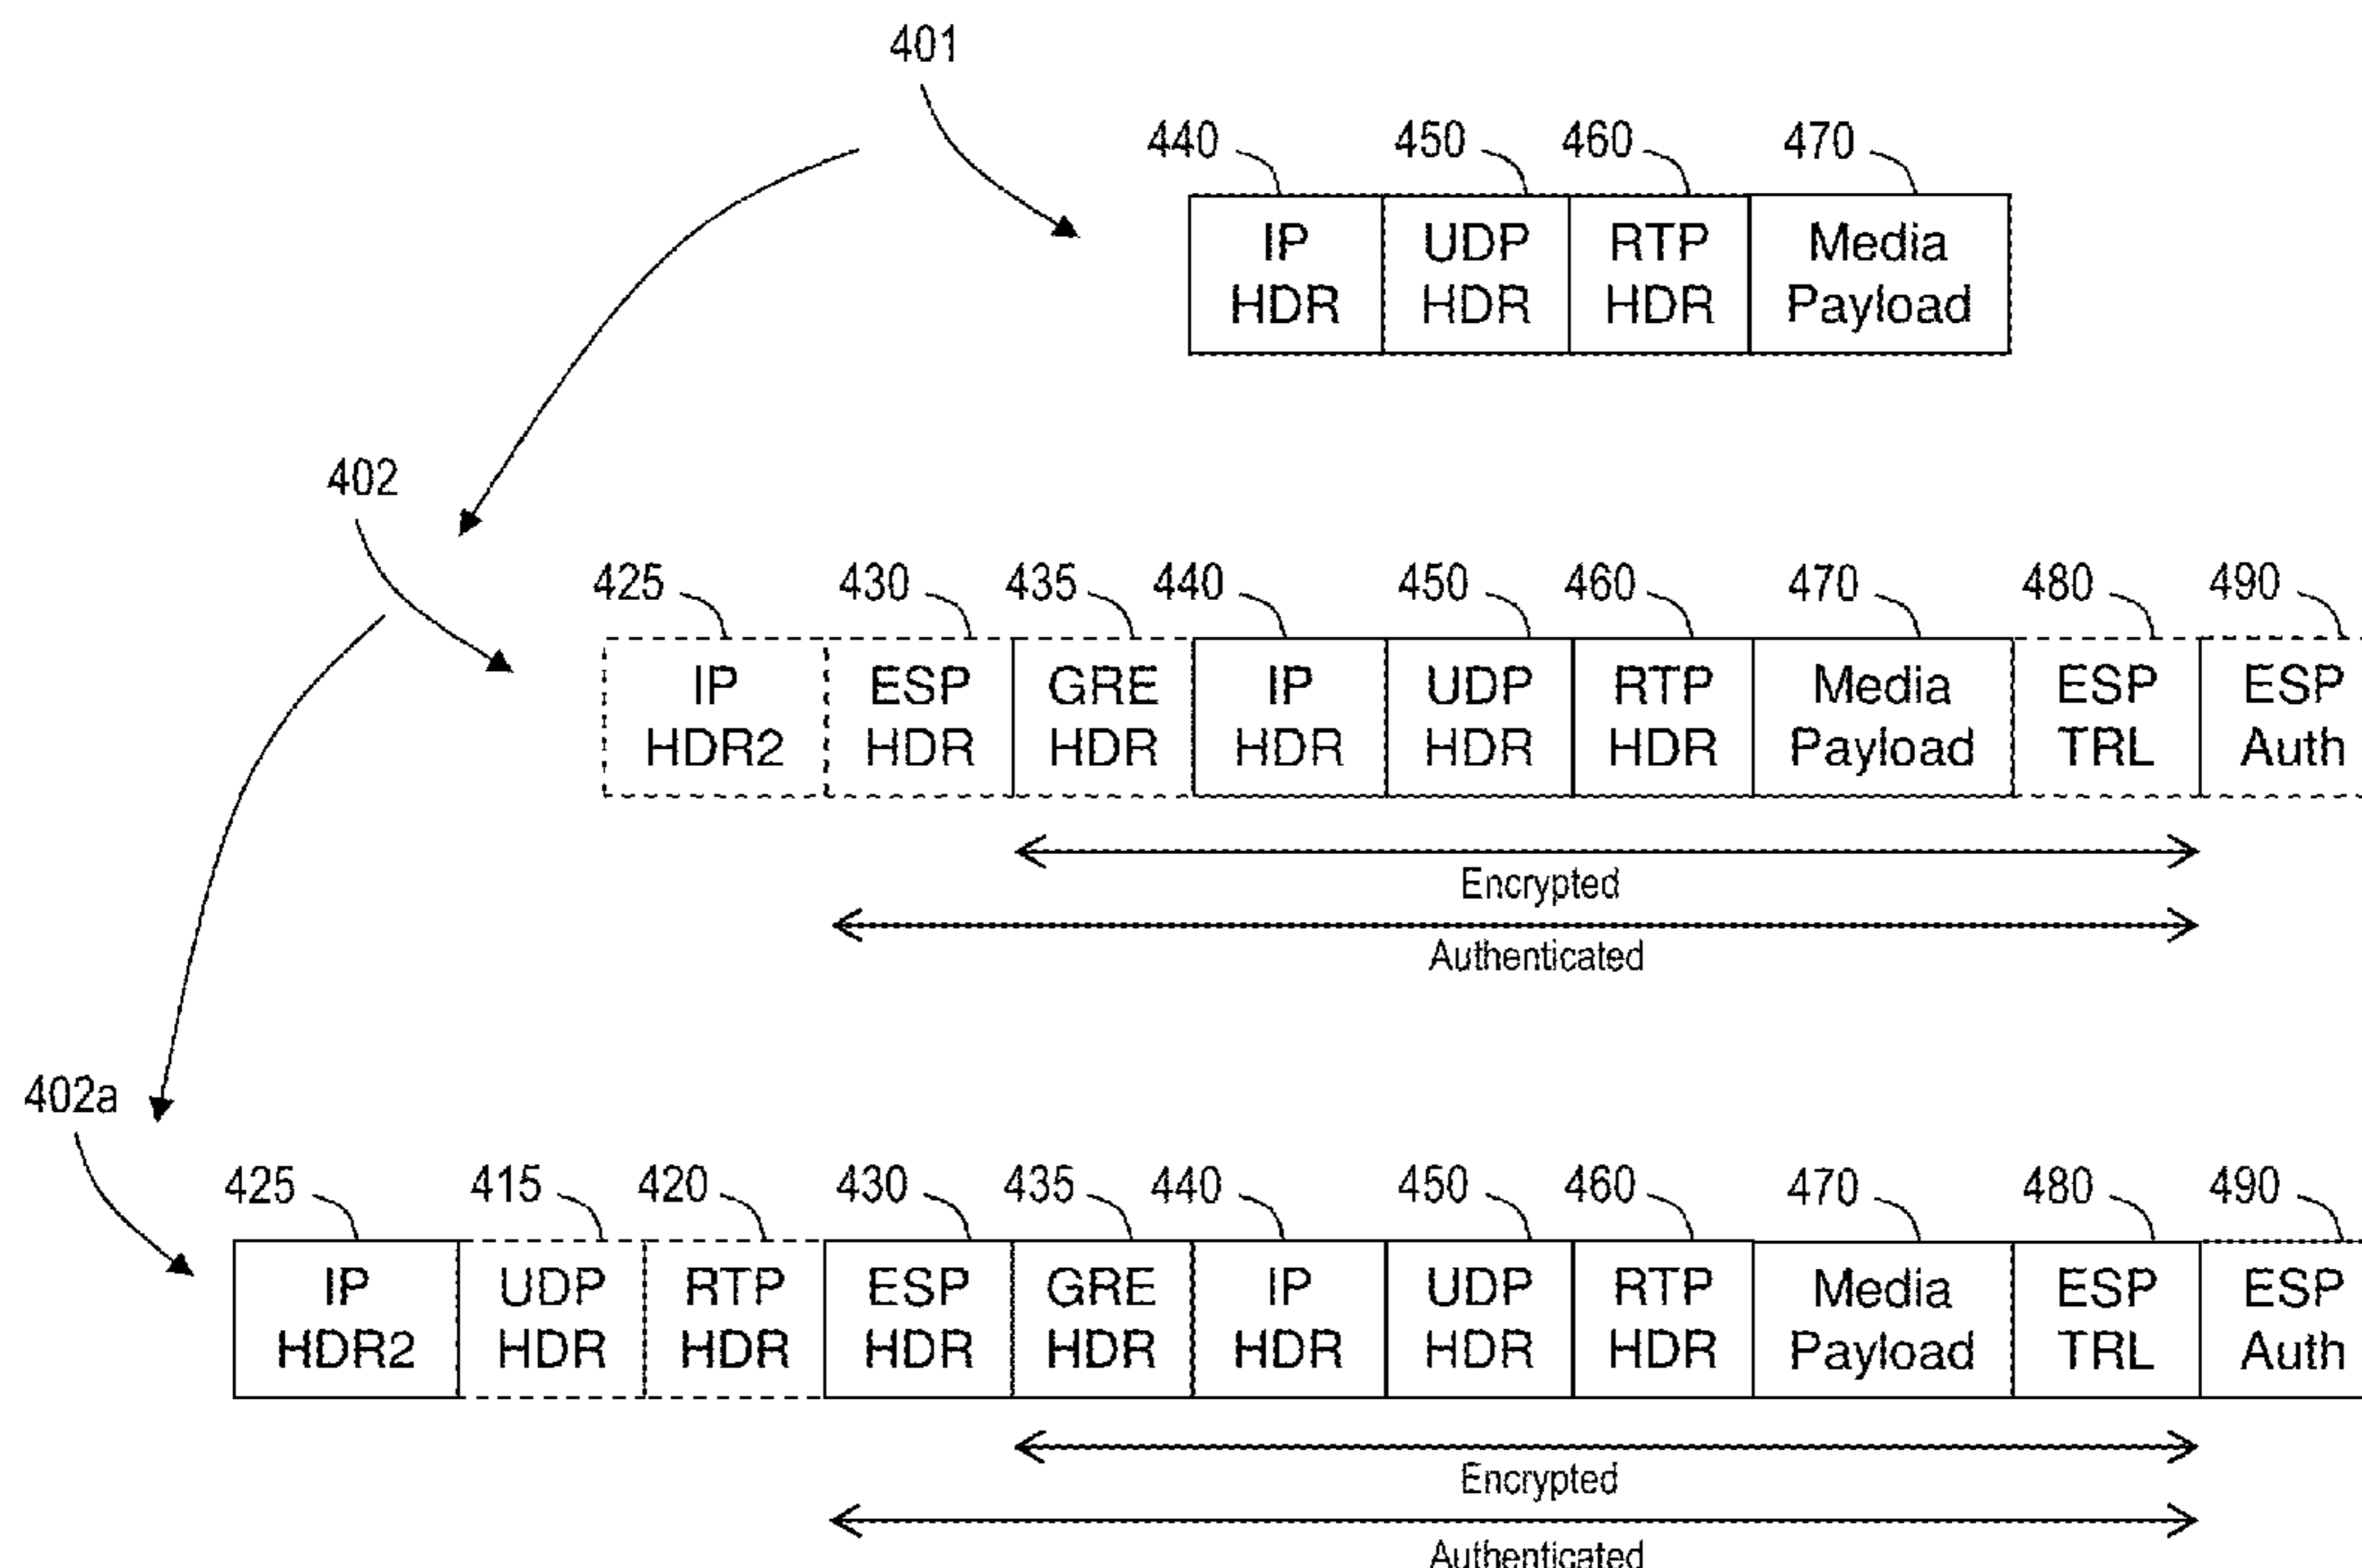 401
440 450 460 470
IP UDP RTP Media
HDR HDR HDR Payload
402
425 430 435 440 450 460 470 480 490
IP ESP GRE IP UDP RTP Media ESP ESP
HDR2 HDR HDR HDR HDR HDR Payload TRL Auth
Encrypted
Authenticated
402a
425 415 420 430 435 440 450 460 470 480 490
IP UDP RTP ESP GRE IP UDP RTP Media ESP ESP
HDR2 HDR HDR HDR HDR HDR HDR HDR Payload TRL Auth
Encrypted
Authenticated